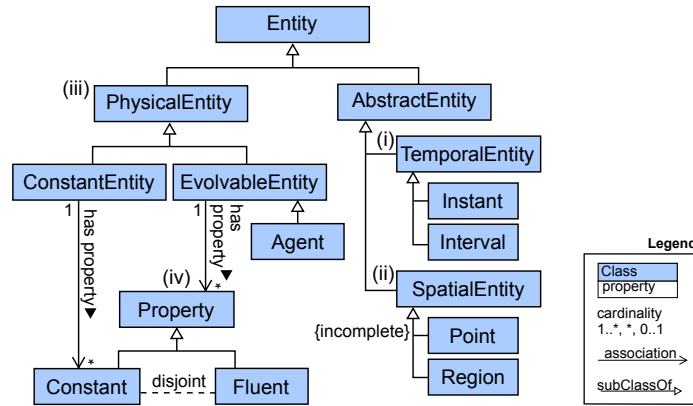 Entity
(iii)
PhysicalEntity
AbstractEntity
(i)
TemporalEntity
ConstantEntity
EvolvableEntity
Instant
1
has property
1
has
property
Agent
Interval
(iv)
*
(ii)
Property
SpatialEntity
{incomplete}
Point
*
Constant
disjoint
Fluent
Region
Legend
Class
property
cardinality
1..*, *, 0..1
association
subClassOf